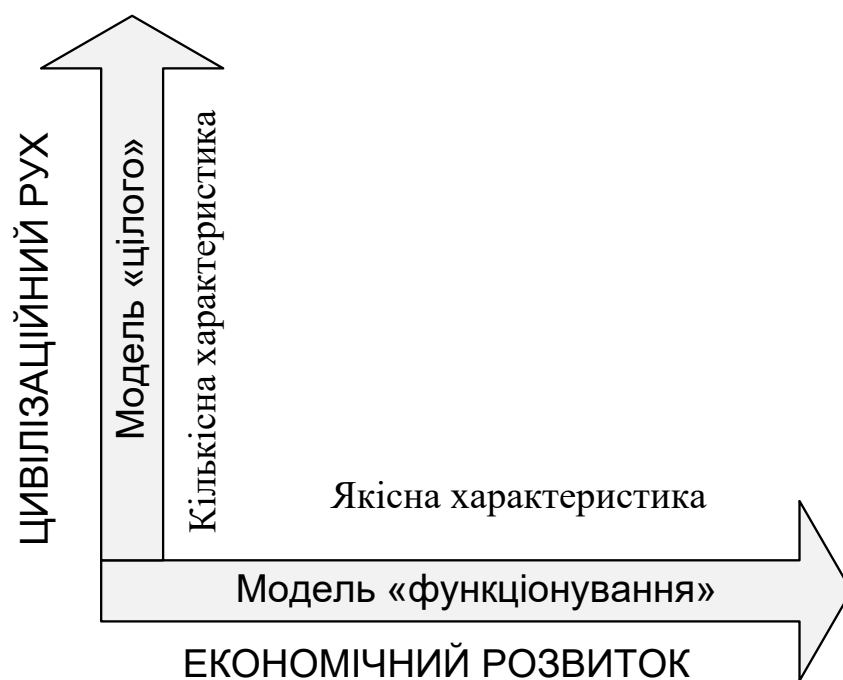 ЦИВІЛІЗАЦІЙНИЙ РУХ
Модель «цілого»
Кількісна характеристика
Якісна характеристика
Модель «функціонування»
ЕКОНОМІЧНИЙ РОЗВИТОК